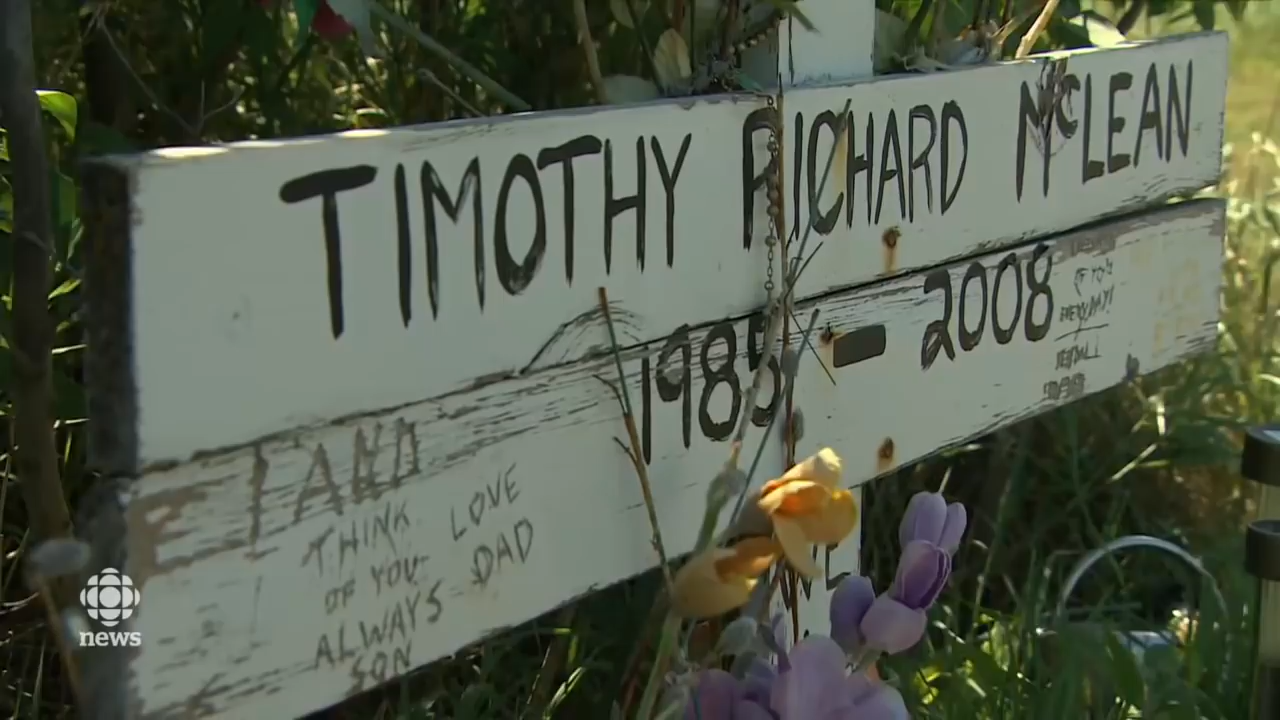 TIMOTHY RICHARD McLEAN
1985 - 2008
I AND
THINK
OF YOU
ALWAYS
SON
LOVE
DAD
news